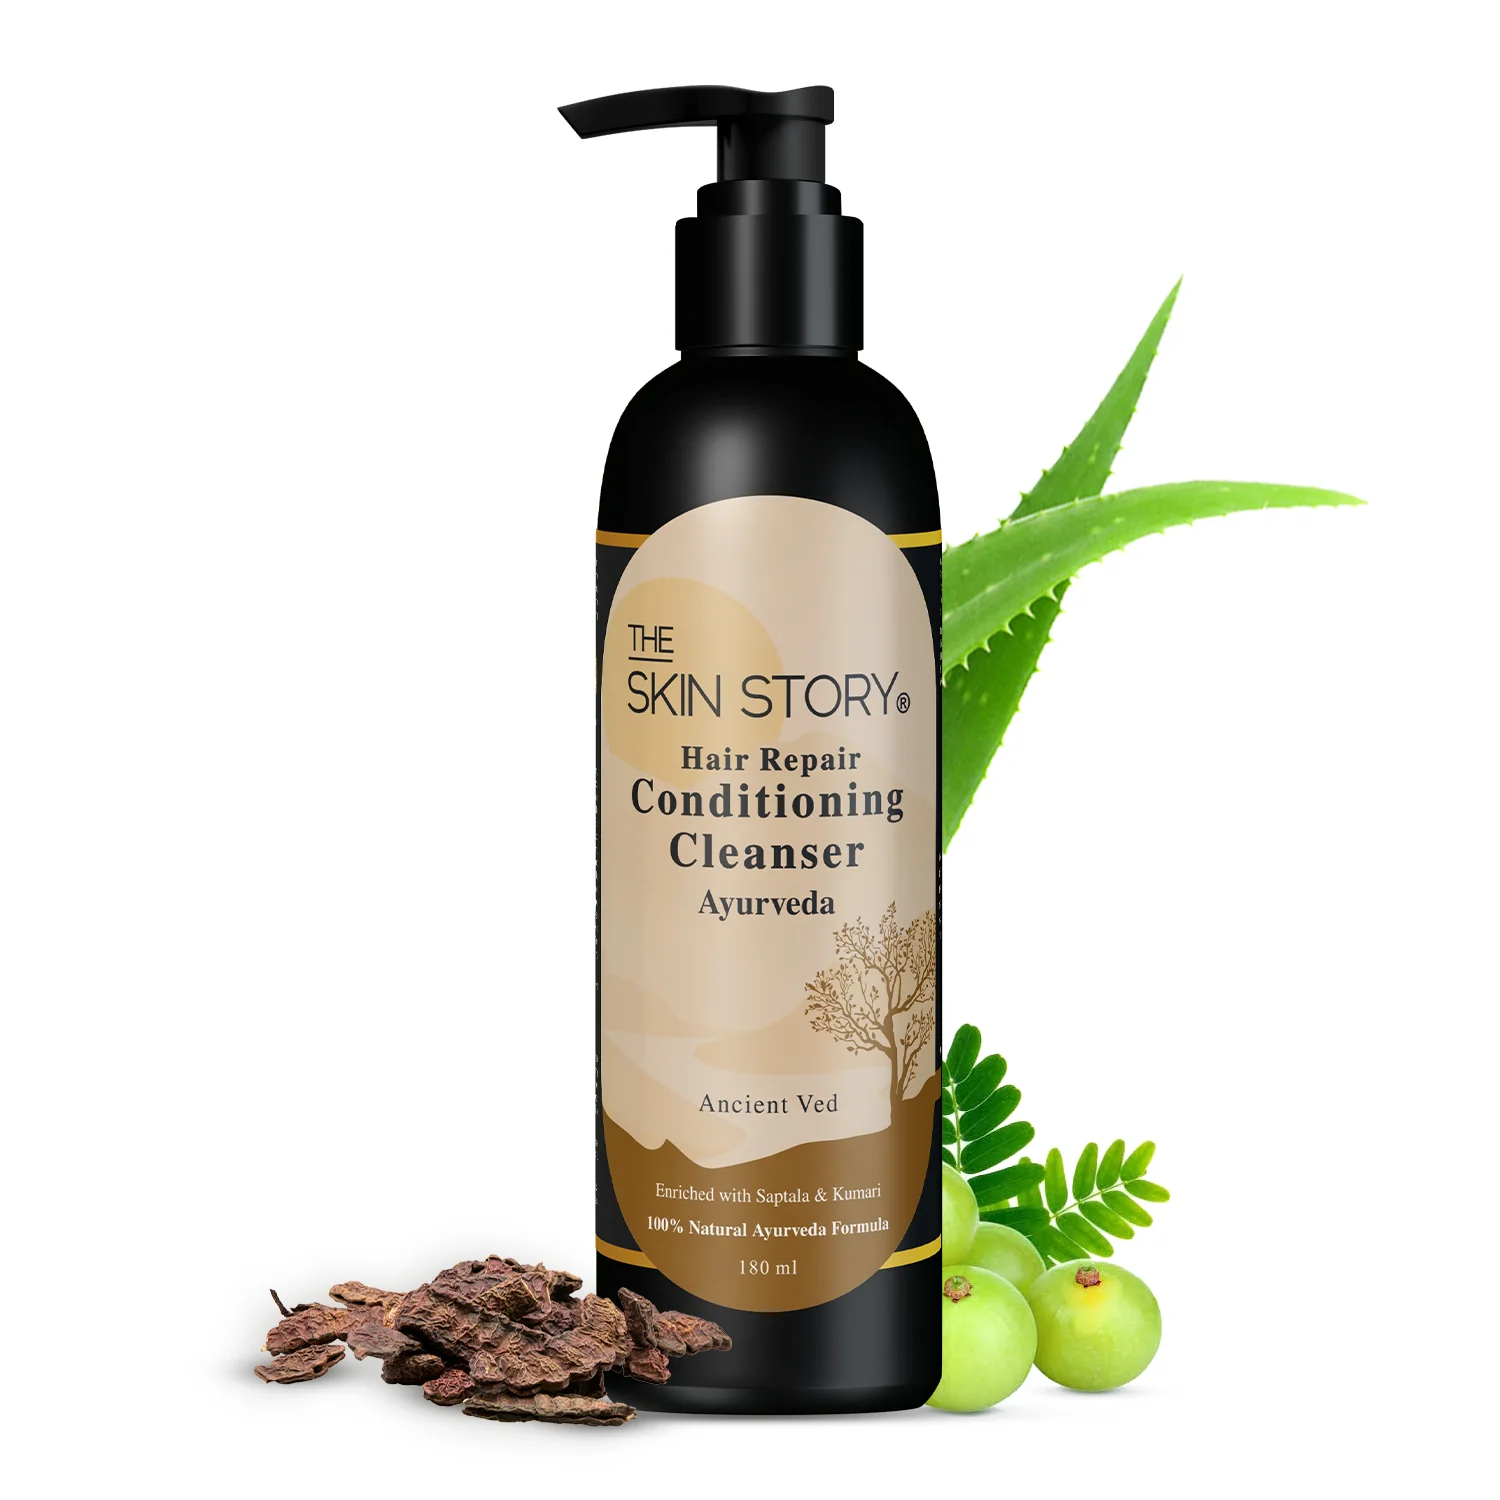 THE
SKIN STORY®
Hair Repair
Conditioning
Cleanser
Ayurveda
Ancient Ved
Enriched with Saptala & Kumari
100% Natural Ayurveda Formula
180 ml